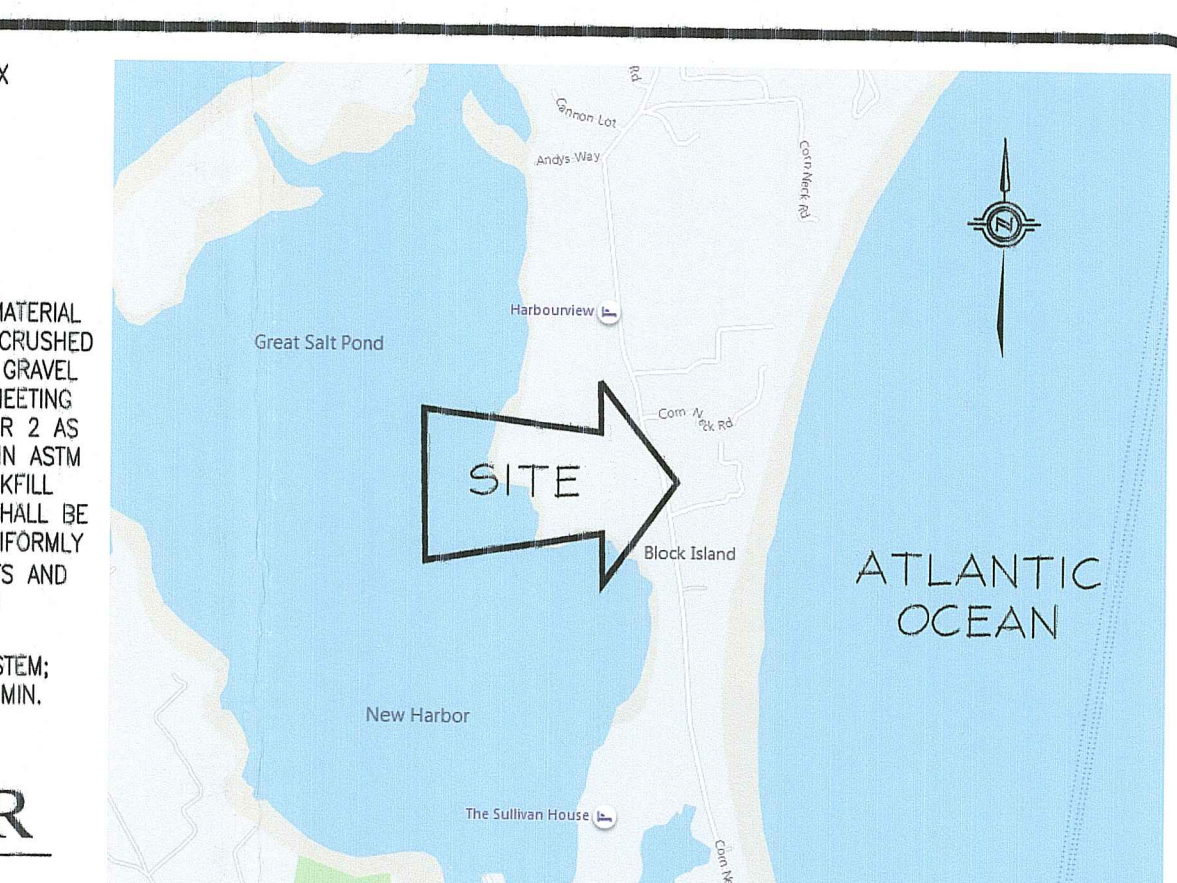 X
MATERIAL
CRUSHED
GRAVEL
MEETING
R 2 AS
IN ASTM
KFILL
HALL BE
IFORMLY
TS AND
STEM;
MIN.
R
Rd
Cannon Lot
Andys Way
Corn Neck Rd
Harbourview
Great Salt Pond
Corn Neck Rd
SITE
Block Island
ATLANTIC
OCEAN
New Harbor
The Sullivan House
Corn Ne
N